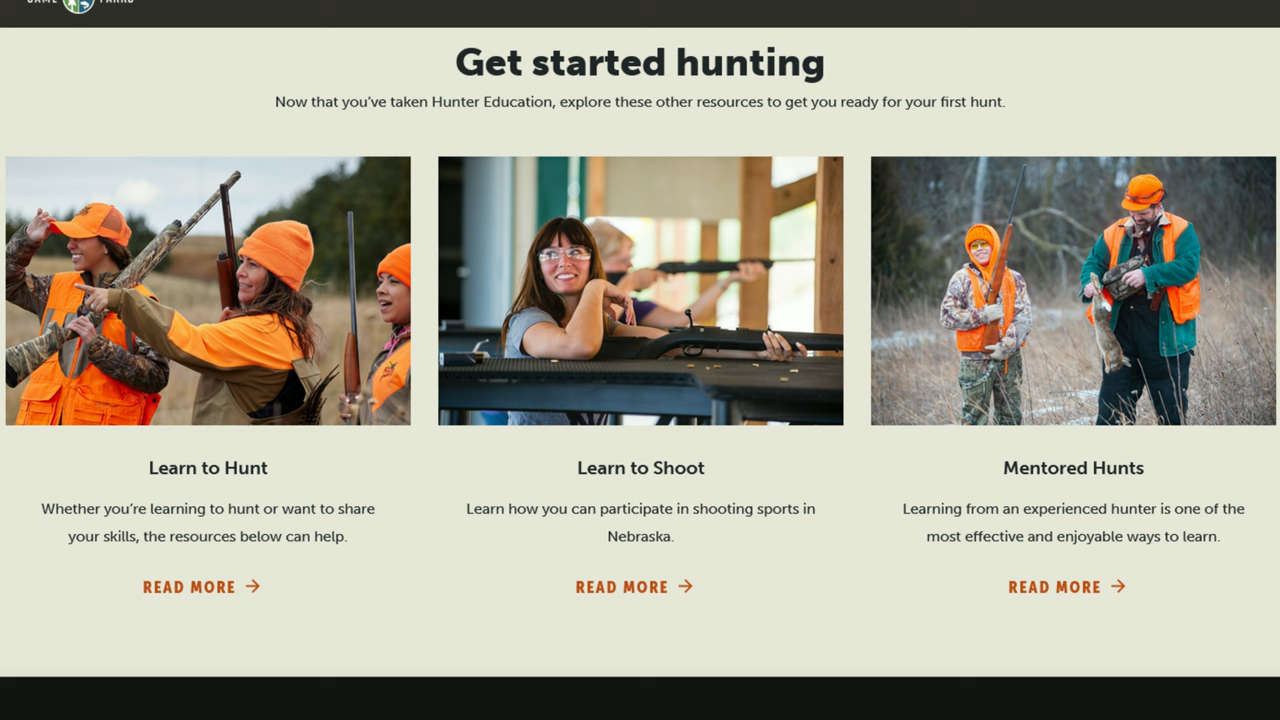 Get started hunting
Now that you’ve taken Hunter Education, explore these other resources to get you ready for your first hunt.
Learn to Hunt
Whether you’re learning to hunt or want to share
your skills, the resources below can help.
READ MORE
Learn to Shoot
Learn how you can participate in shooting sports in
Nebraska.
READ MORE
Mentored Hunts
Learning from an experienced hunter is one of the
most effective and enjoyable ways to learn.
READ MORE